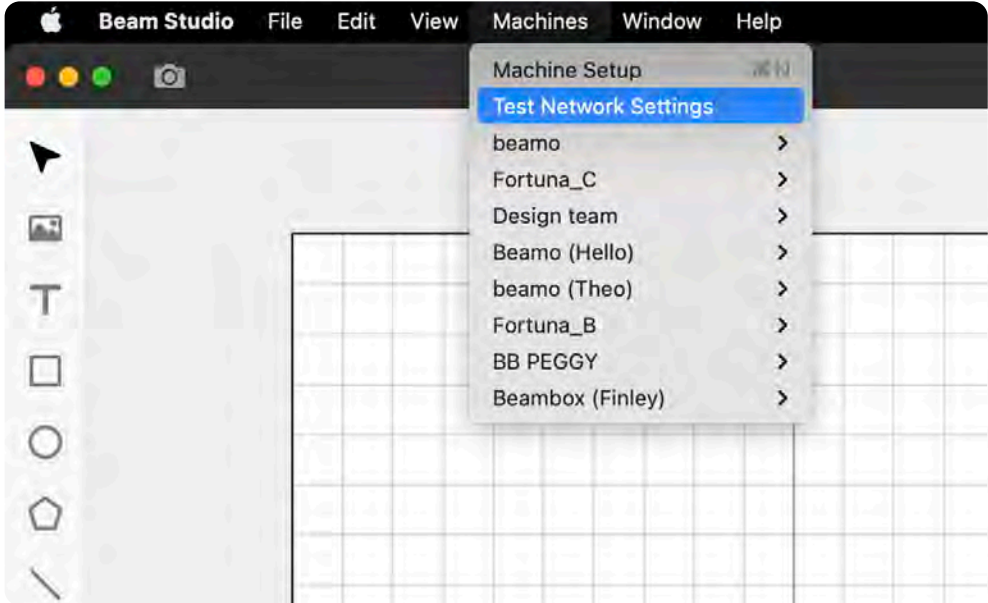 Beam Studio File Edit View Machines Window Help
Machine Setup ⌘N
Test Network Settings
beamo
Fortuna_C
Design team
Beamo (Hello)
beamo (Theo)
Fortuna_B
BB PEGGY
Beambox (Finley)
T